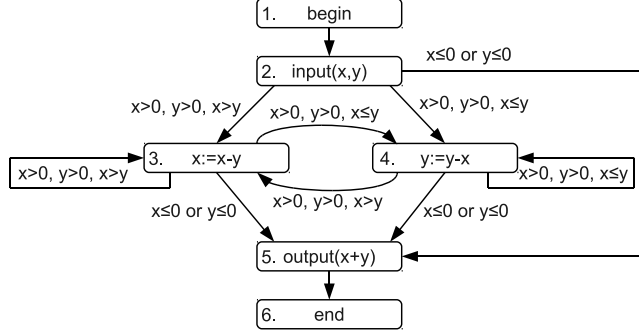 1. begin
x≤0 or y≤0
2. input(x,y)
x>0, y>0, x>y
x>0, y>0, x≤y
x>0, y>0, x≤y
3. x:=x-y
4. y:=y-x
x>0, y>0, x>y
x>0, y>0, x≤y
x>0, y>0, x>y
x≤0 or y≤0
x≤0 or y≤0
5. output(x+y)
6. end